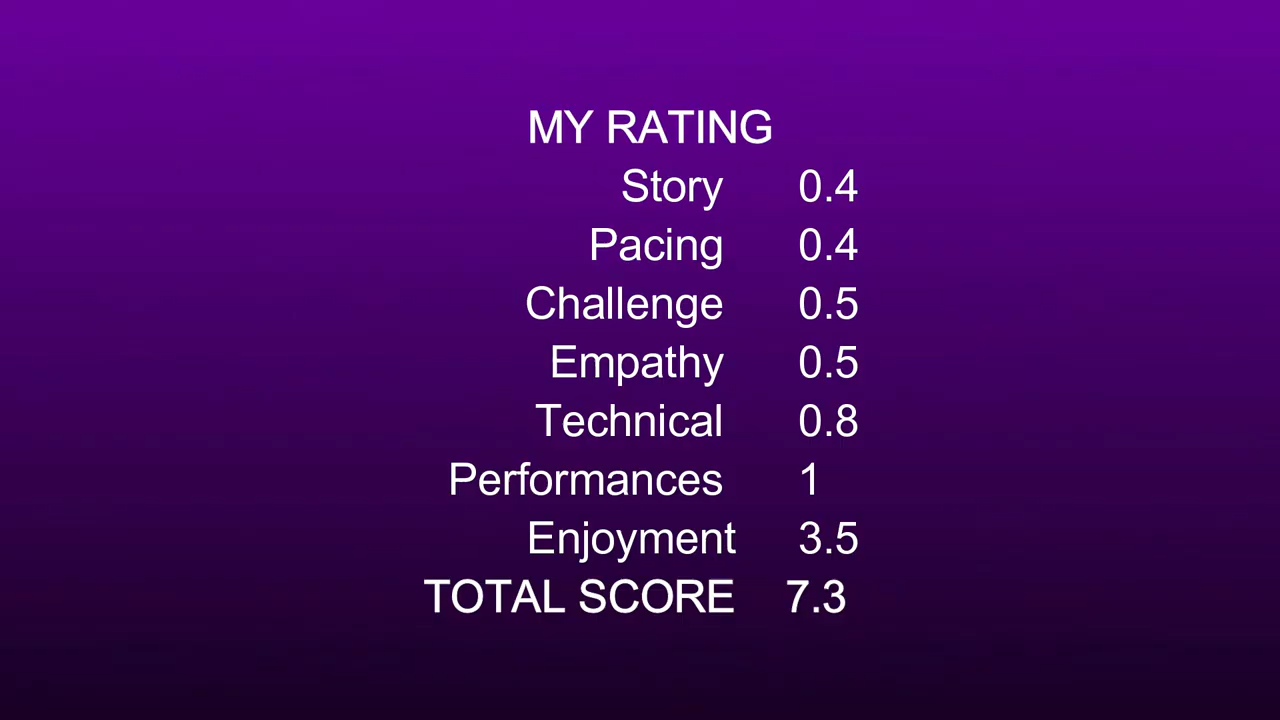 MY RATING
Story 0.4
Pacing 0.4
Challenge 0.5
Empathy 0.5
Technical 0.8
Performances 1
Enjoyment 3.5
TOTAL SCORE 7.3